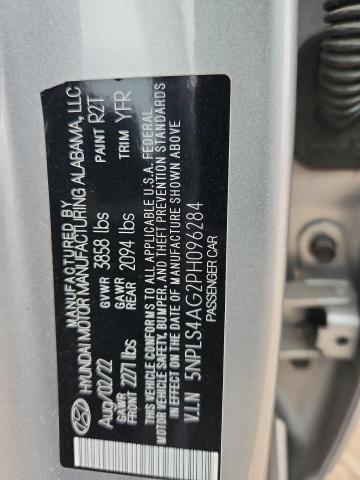 MANUFACTURED BY
HYUNDAI MOTOR MANUFACTURING ALABAMA, LLC
Aug/02/22 GVWR 3858 lbs PAINT R2T
GAWR FRONT 2271 lbs GAWR REAR 2094 lbs TRIM YFR
THIS VEHICLE CONFORMS TO ALL APPLICABLE U.S.A. FEDERAL
MOTOR VEHICLE SAFETY, BUMPER, AND THEFT PREVENTION STANDARDS
IN EFFECT ON THE DATE OF MANUFACTURE SHOWN ABOVE
V.I.N 5NPLS4AG2PH096284
PASSENGER CAR